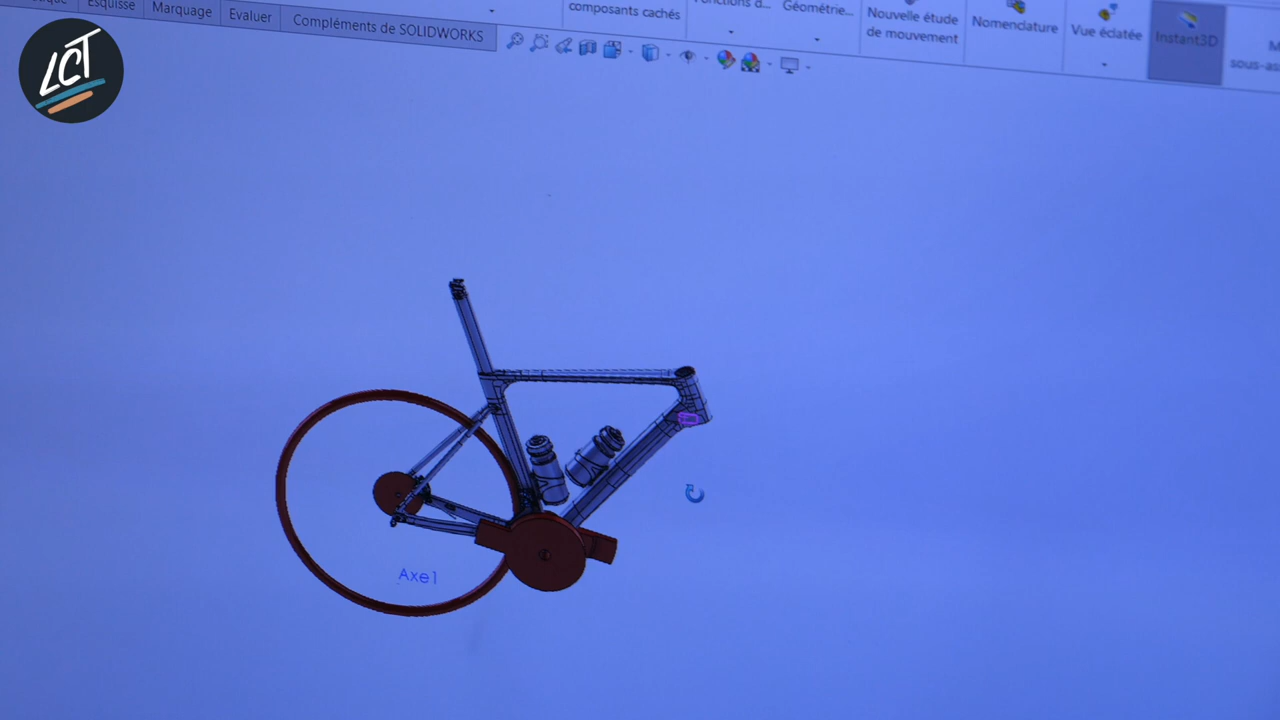 LCT
Esquisse
Marquage
Evaluer
Compléments de SOLIDWORKS
composants cachés
Fonctions d...
Géométrie...
Nouvelle étude
de mouvement
Nomenclature
Vue éclatée
Instant3D
Axe1